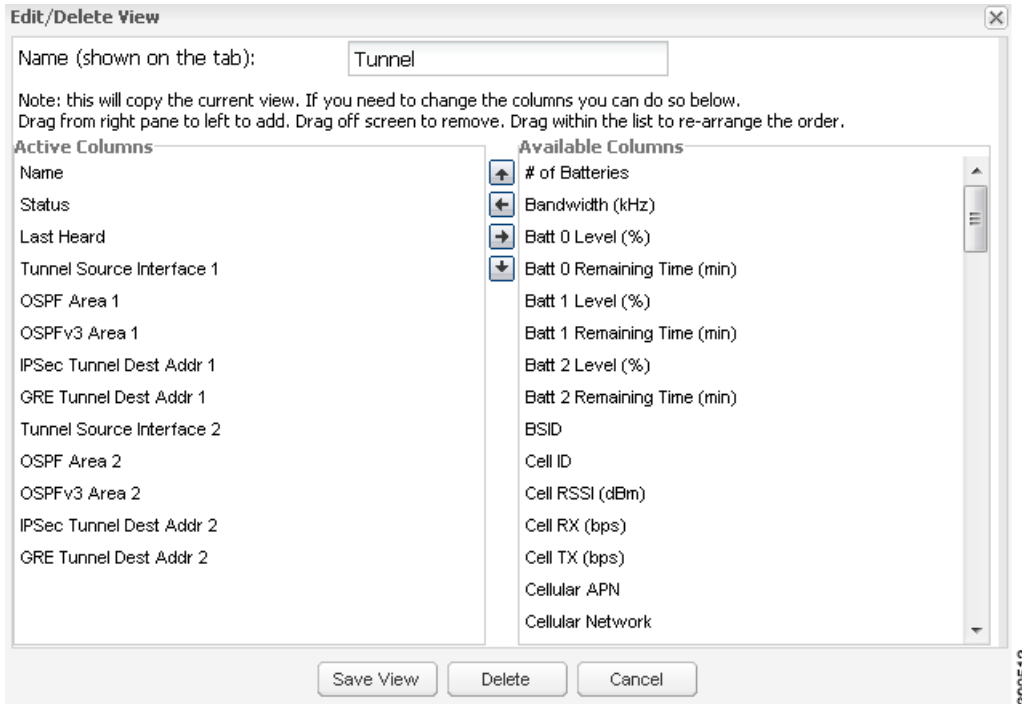 Edit/Delete View
Name (shown on the tab):
Tunnel
Note: this will copy the current view. If you need to change the columns you can do so below.
Drag from right pane to left to add. Drag off screen to remove. Drag within the list to re-arrange the order.
Active Columns
Name
Status
Last Heard
Tunnel Source Interface 1
OSPF Area 1
OSPFv3 Area 1
IPSec Tunnel Dest Addr 1
GRE Tunnel Dest Addr 1
Tunnel Source Interface 2
OSPF Area 2
OSPFv3 Area 2
IPSec Tunnel Dest Addr 2
GRE Tunnel Dest Addr 2
Available Columns
# of Batteries
Bandwidth (kHz)
Batt 0 Level (%)
Batt 0 Remaining Time (min)
Batt 1 Level (%)
Batt 1 Remaining Time (min)
Batt 2 Level (%)
Batt 2 Remaining Time (min)
BSID
Cell ID
Cell RSSI (dBm)
Cell RX (bps)
Cell TX (bps)
Cellular APN
Cellular Network
Save View
Delete
Cancel